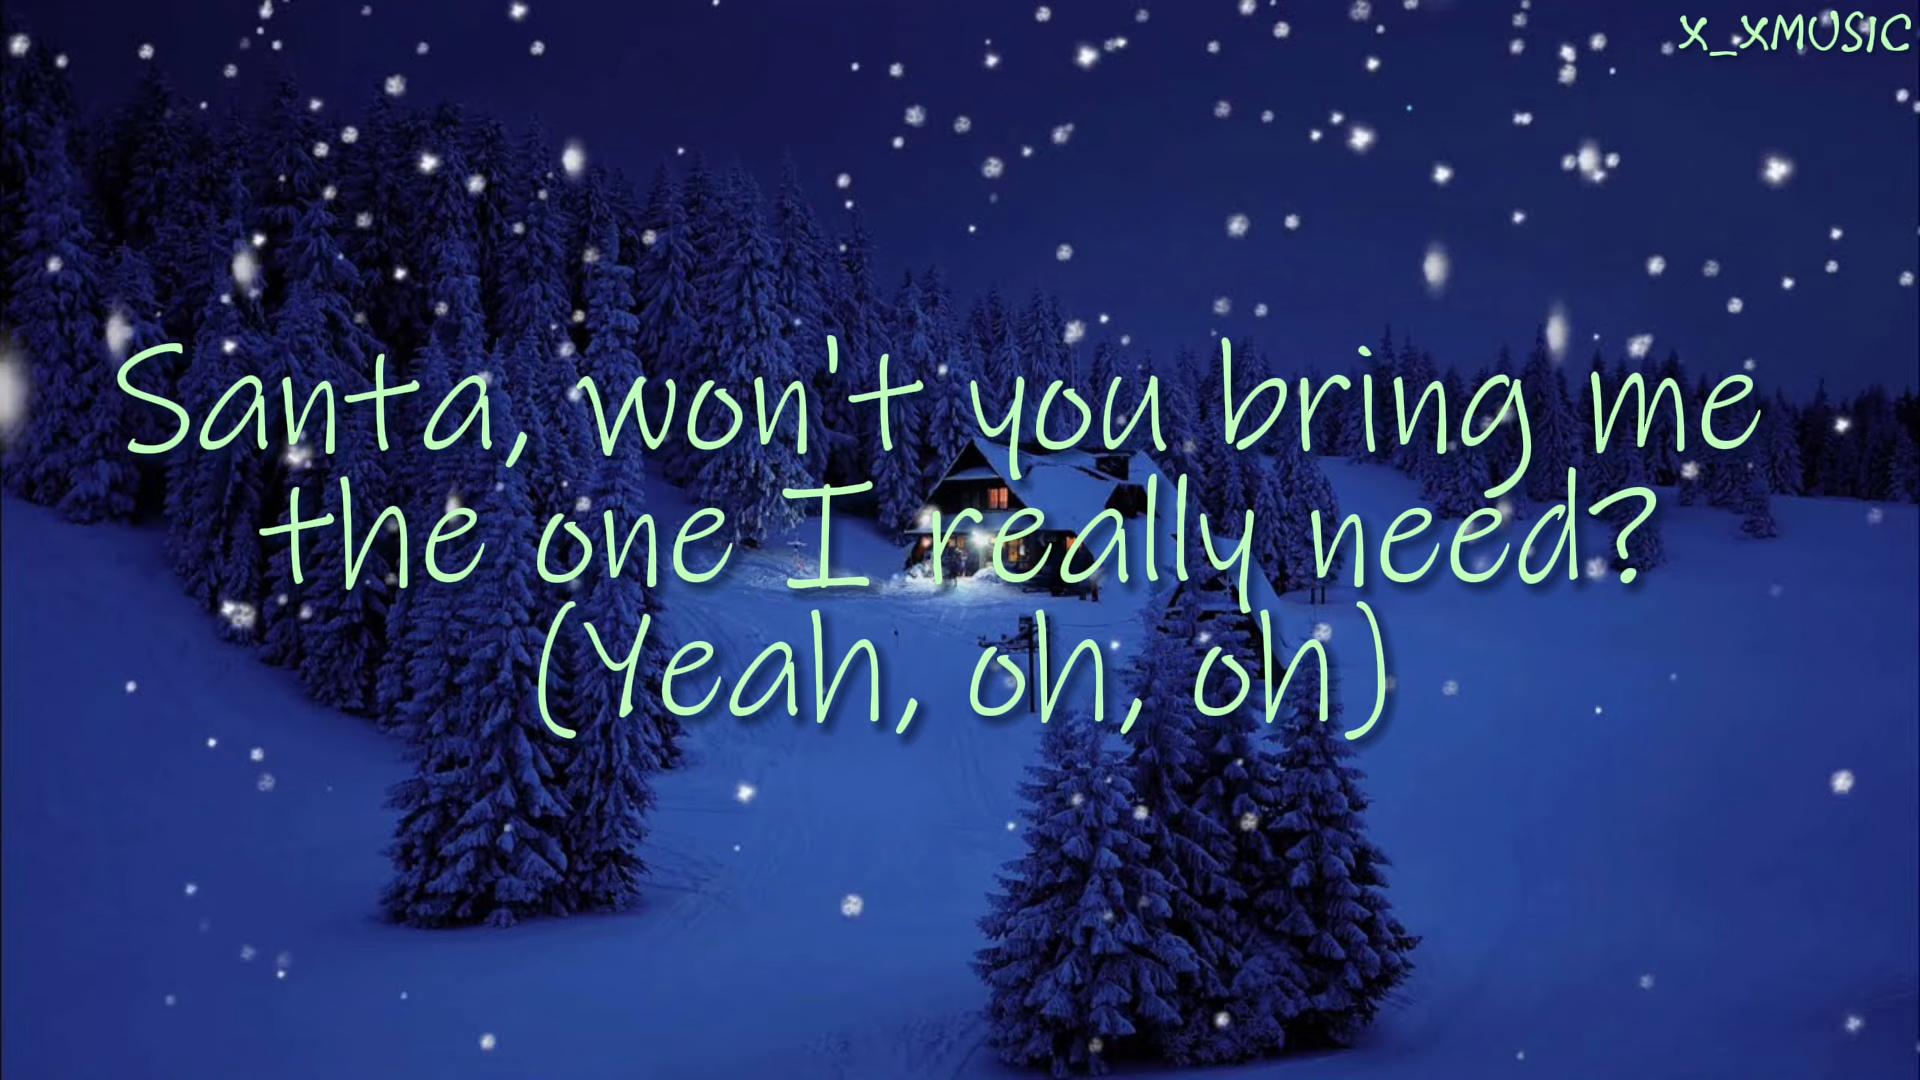 X_XMUSIC
Santa, won't you bring me
the one I really need?
(Yeah, oh, oh)